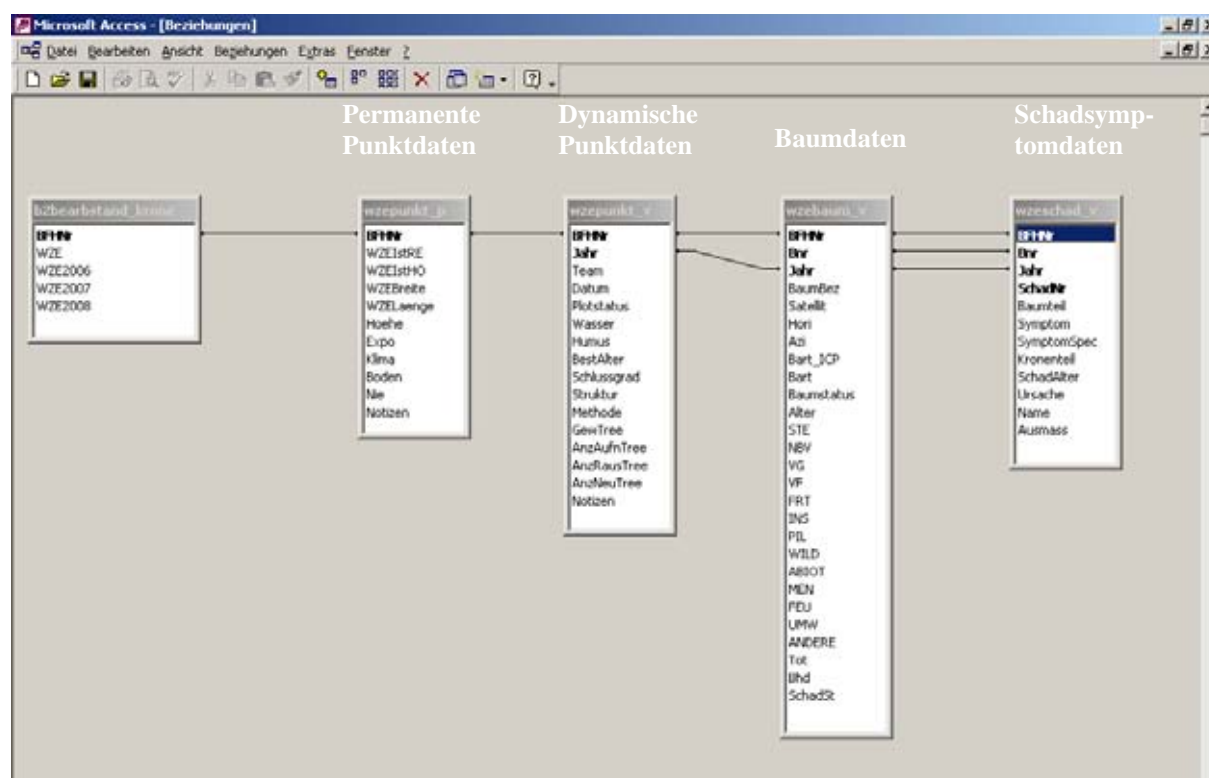 Microsoft Access - [Beziehungen]
Datei Bearbeiten Ansicht Beziehungen Extras Fenster ?
Permanente
Punktdaten
Dynamische
Punktdaten
Baumdaten
Schadsymp-
tomdaten
BFHNr
WZE
WZE2006
WZE2007
WZE2008
wzepunkt_p
BFHNr
WZEIstRE
WZEIstHO
WZEBreite
WZELaenge
Hoehe
Expo
Klima
Boden
Nie
Notizen
wzepunkt_v
BFHNr
Jahr
Team
Datum
Plotstatus
Wasser
Humus
BestAlter
Schlussgrad
Struktur
Methode
GewTree
AnzAufnTree
AnzRausTree
AnzNeuTree
Notizen
wzebaum_v
BFHNr
Bnr
Jahr
BaumBez
Satellit
Hori
Azi
Bart_ICP
Bart
Baumstatus
Alter
STE
NBV
VG
VF
FRT
INS
PIL
WILD
ABIOT
MEN
FEU
UMW
ANDERE
Tot
Bhd
SchadSt
wzeschad_v
BFHNr
Bnr
Jahr
SchadNr
Baumteil
Symptom
SymptomSpec
Kronenteil
SchadAlter
Ursache
Name
Ausmass